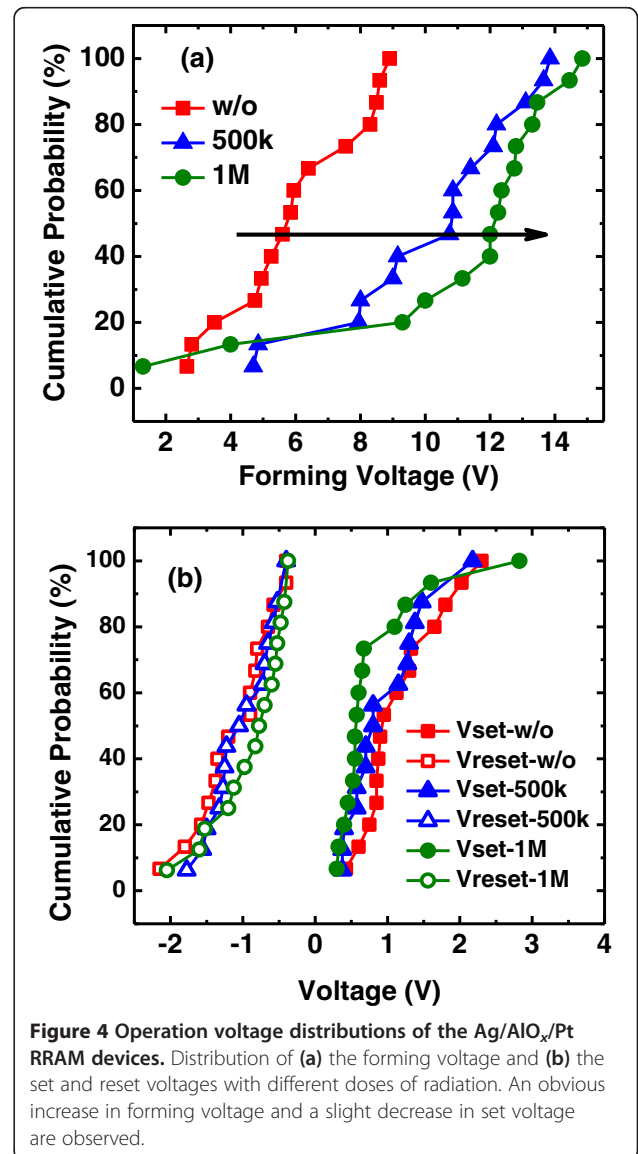 (a)
w/o
500k
1M
100
80
60
40
20
0
Cumulative Probability (%)
2 4 6 8 10 12 14
Forming Voltage (V)
(b)
100
80
60
40
20
0
Cumulative Probability (%)
Vset-w/o
Vreset-w/o
Vset-500k
Vreset-500k
Vset-1M
Vreset-1M
-2 -1 0 1 2 3 4
Voltage (V)
Figure 4 Operation voltage distributions of the Ag/AlOx/Pt
RRAM devices. Distribution of (a) the forming voltage and (b) the
set and reset voltages with different doses of radiation. An obvious
increase in forming voltage and a slight decrease in set voltage
are observed.